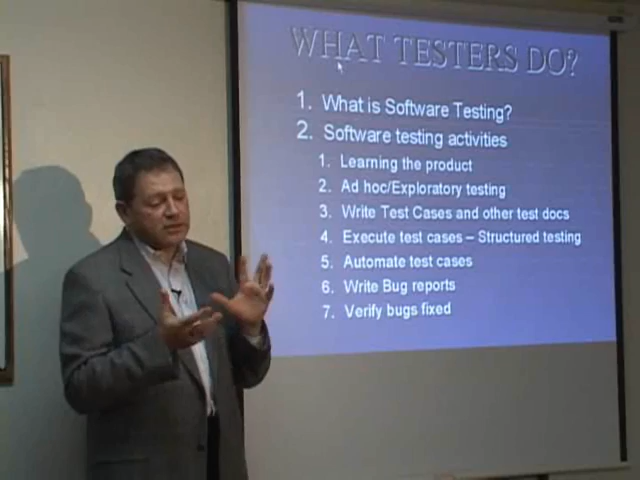 WHAT TESTERS DO?
1. What is Software Testing?
2. Software testing activities
1. Learning the product
2. Ad hoc/Exploratory testing
3. Write Test Cases and other test docs
4. Execute test cases – Structured testing
5. Automate test cases
6. Write Bug reports
7. Verify bugs fixed